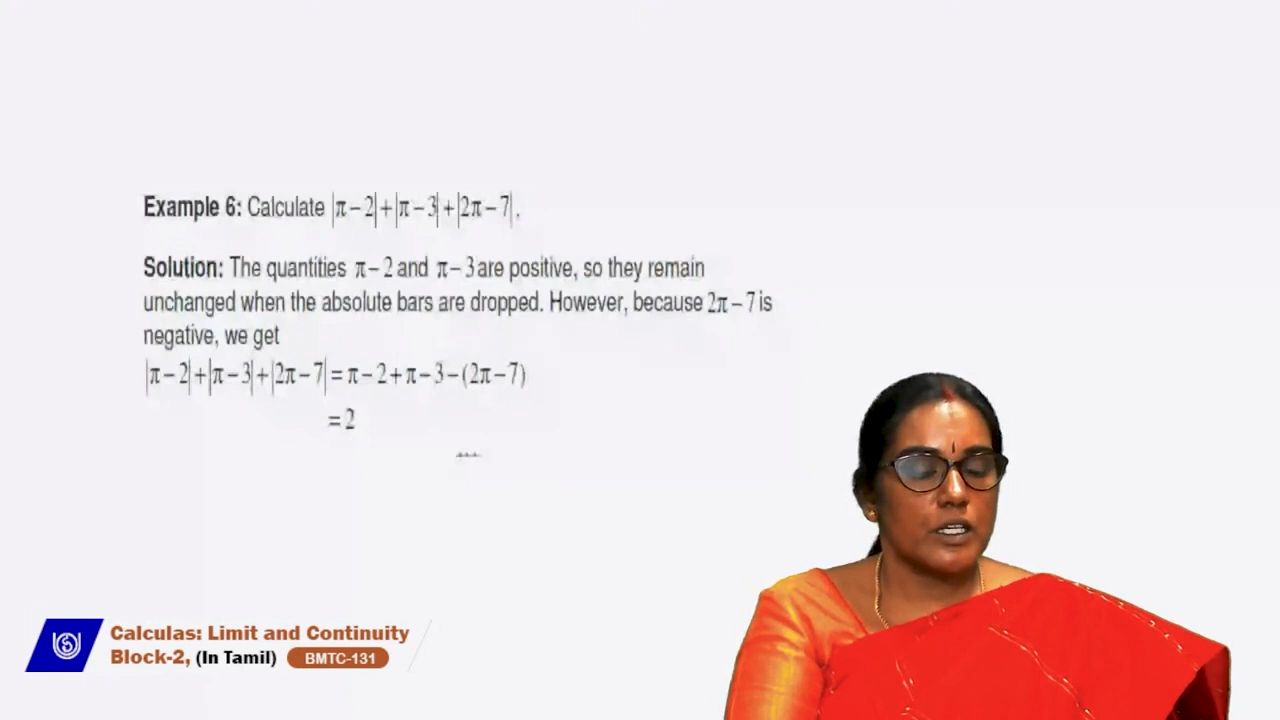 Example 6: Calculate |π − 2| + |π − 3| + |2π − 7|.
Solution: The quantities π − 2 and π − 3 are positive, so they remain
unchanged when the absolute bars are dropped. However, because 2π − 7 is
negative, we get
|π − 2| + |π − 3| + |2π − 7| = π − 2 + π − 3 − (2π − 7)
= 2
***
Calculas: Limit and Continuity
Block-2, (In Tamil) BMTC-131